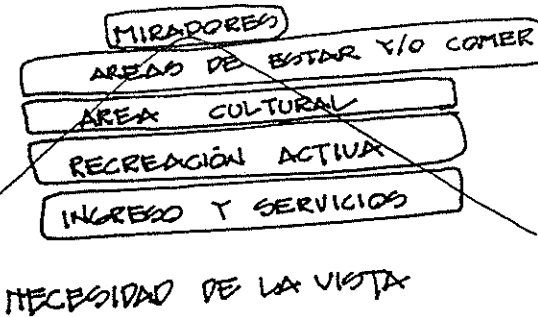 MIRADORES
AREAS DE ESTAR Y/O COMER
AREA CULTURAL
RECREACIÓN ACTIVA
INGRESO Y SERVICIOS
NECESIDAD DE LA VISTA